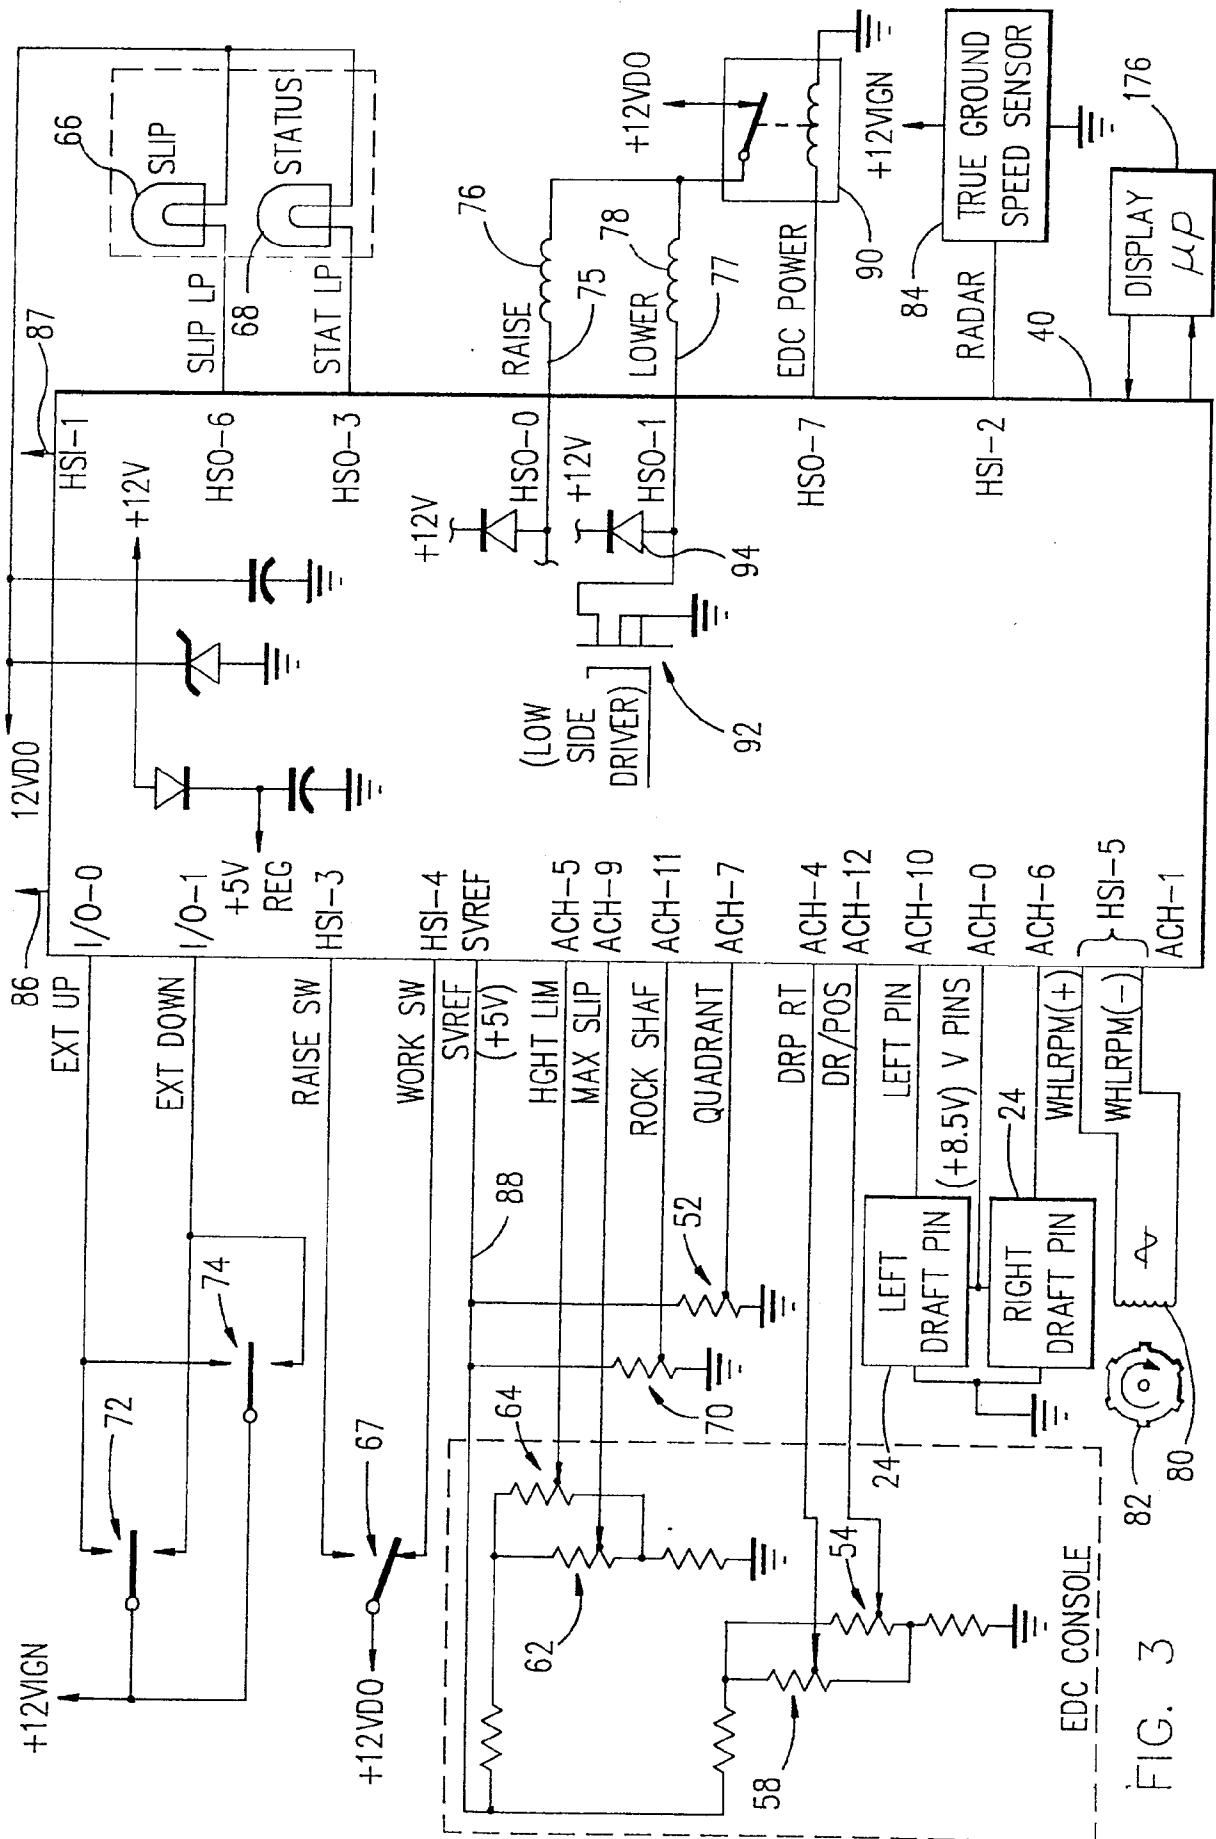 +12VIGN
72
74
EXT UP
86
I/O-0
EXT DOWN
I/O-1
12VDO
+5V
REG
+12V
HSI-1
87
HSO-6
SLIP LP
66
SLIP
HSO-3
STAT LP
68
STATUS
67
+12VDO
RAISE SW
HSI-3
WORK SW
HSI-4
SVREF
(+5V)
SVREF
88
64
62
HGHT LIM
ACH-5
MAX SLIP
ACH-9
70
ROCK SHAF
ACH-11
52
QUADRANT
ACH-7
(LOW
SIDE
DRIVER)
92
94
+12V
HSO-0
+12V
HSO-1
RAISE
75
76
LOWER
77
78
+12VDO
HSO-7
EDC POWER
90
58
54
DRP RT
ACH-4
DR/POS
ACH-12
EDC CONSOLE
24
LEFT
DRAFT PIN
LEFT PIN
ACH-10
(+8.5V) V PINS
ACH-0
RIGHT
DRAFT PIN
24
ACH-6
82
80
WHLRPM(+)
WHLRPM(-)
HSI-5
ACH-1
HSI-2
RADAR
84
+12VIGN
TRUE GROUND
SPEED SENSOR
40
DISPLAY
μP
176
FIG. 3